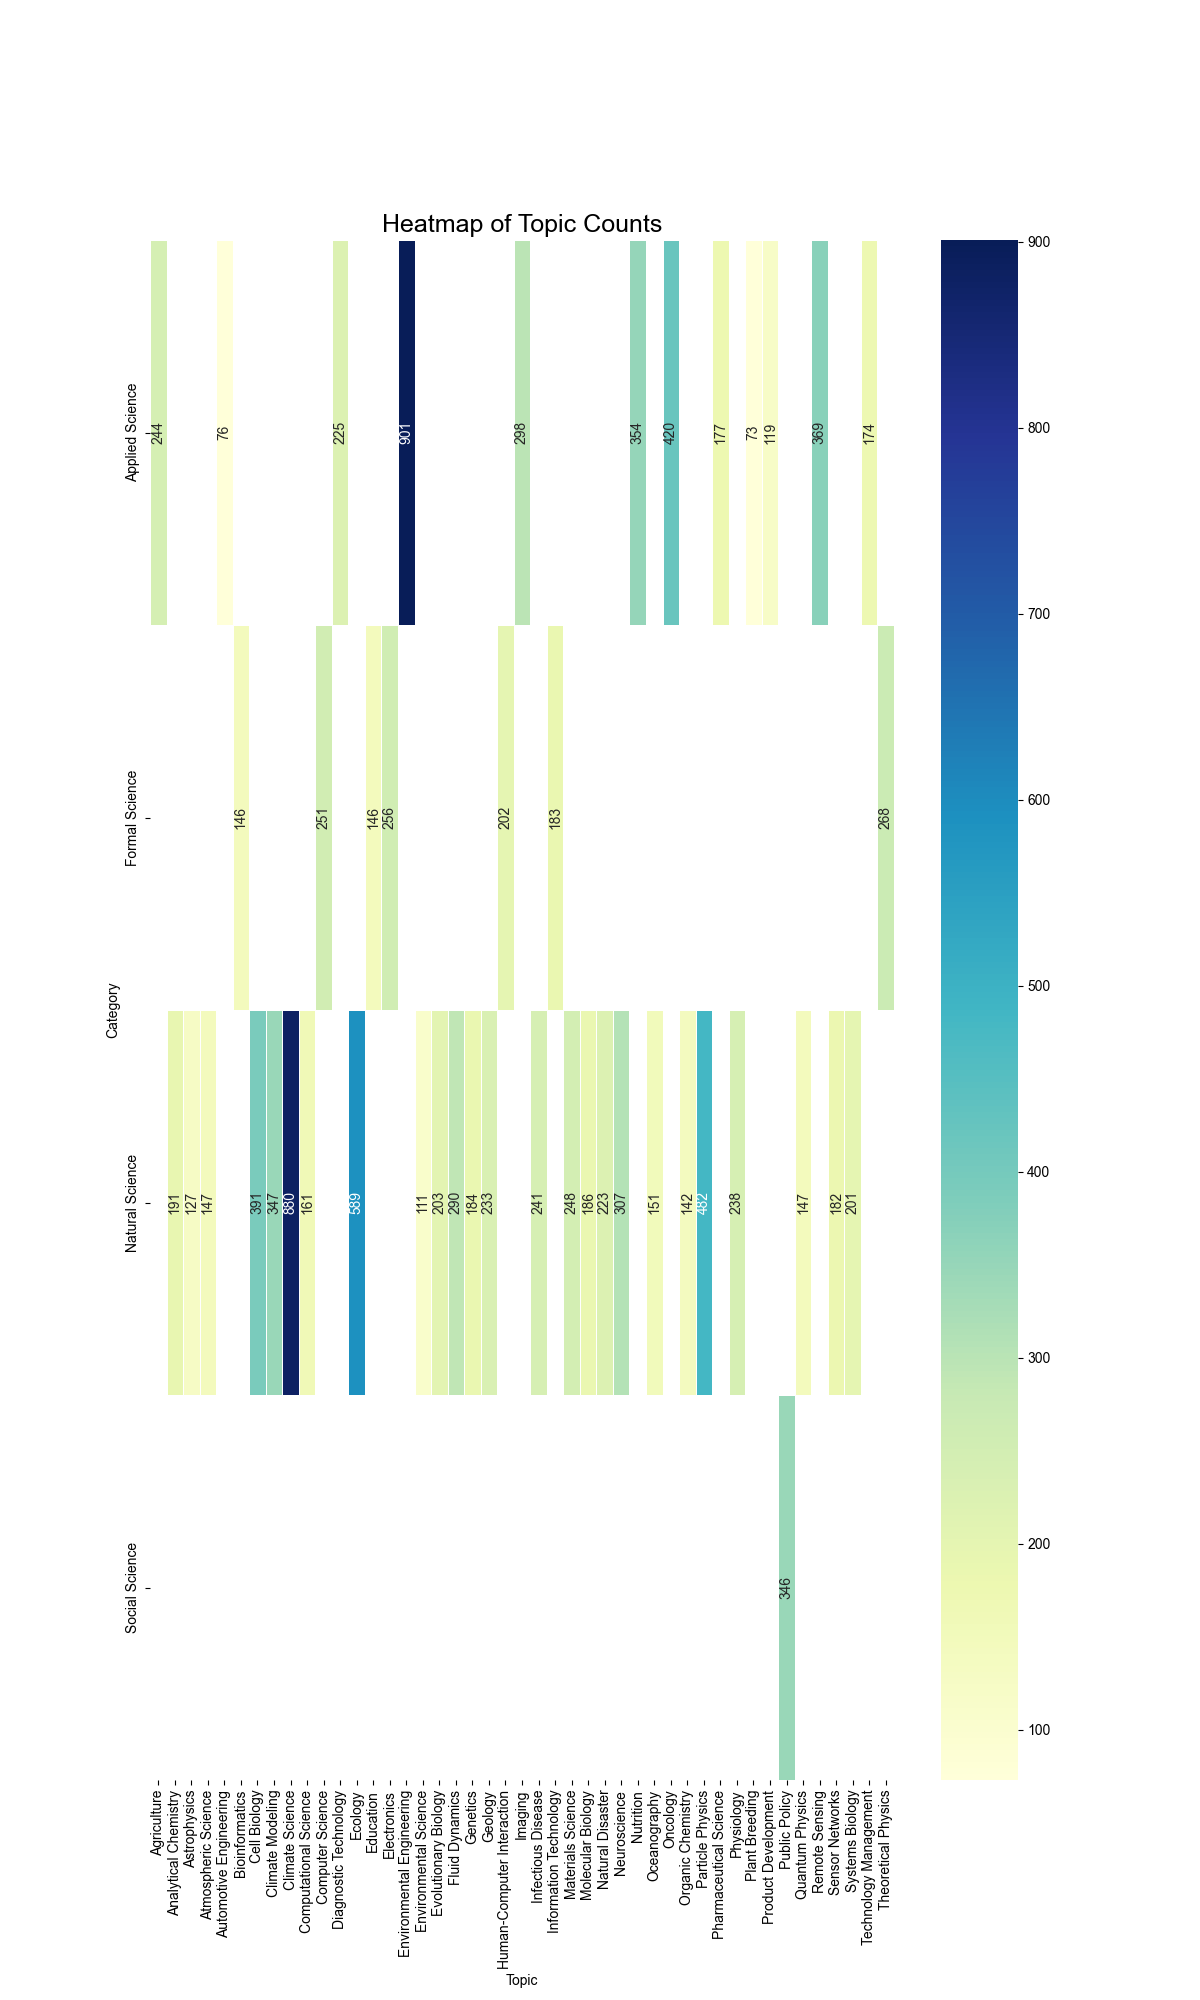 Heatmap of Topic Counts
Category
Applied Science
244
76
225
901
298
354
420
177
73
119
369
174
Formal Science
146
251
146
256
202
183
268
Natural Science
191
127
147
391
347
880
161
589
111
203
290
184
233
241
248
186
223
307
151
142
482
238
147
182
201
Social Science
346
Agriculture
Analytical Chemistry
Astrophysics
Atmospheric Science
Automotive Engineering
Bioinformatics
Cell Biology
Climate Modeling
Climate Science
Computational Science
Computer Science
Diagnostic Technology
Ecology
Education
Electronics
Environmental Engineering
Environmental Science
Evolutionary Biology
Fluid Dynamics
Genetics
Geology
Human-Computer Interaction
Imaging
Infectious Disease
Information Technology
Materials Science
Molecular Biology
Natural Disaster
Neuroscience
Nutrition
Oceanography
Oncology
Organic Chemistry
Particle Physics
Pharmaceutical Science
Physiology
Plant Breeding
Product Development
Public Policy
Quantum Physics
Remote Sensing
Sensor Networks
Systems Biology
Technology Management
Theoretical Physics
Topic
900
800
700
600
500
400
300
200
100